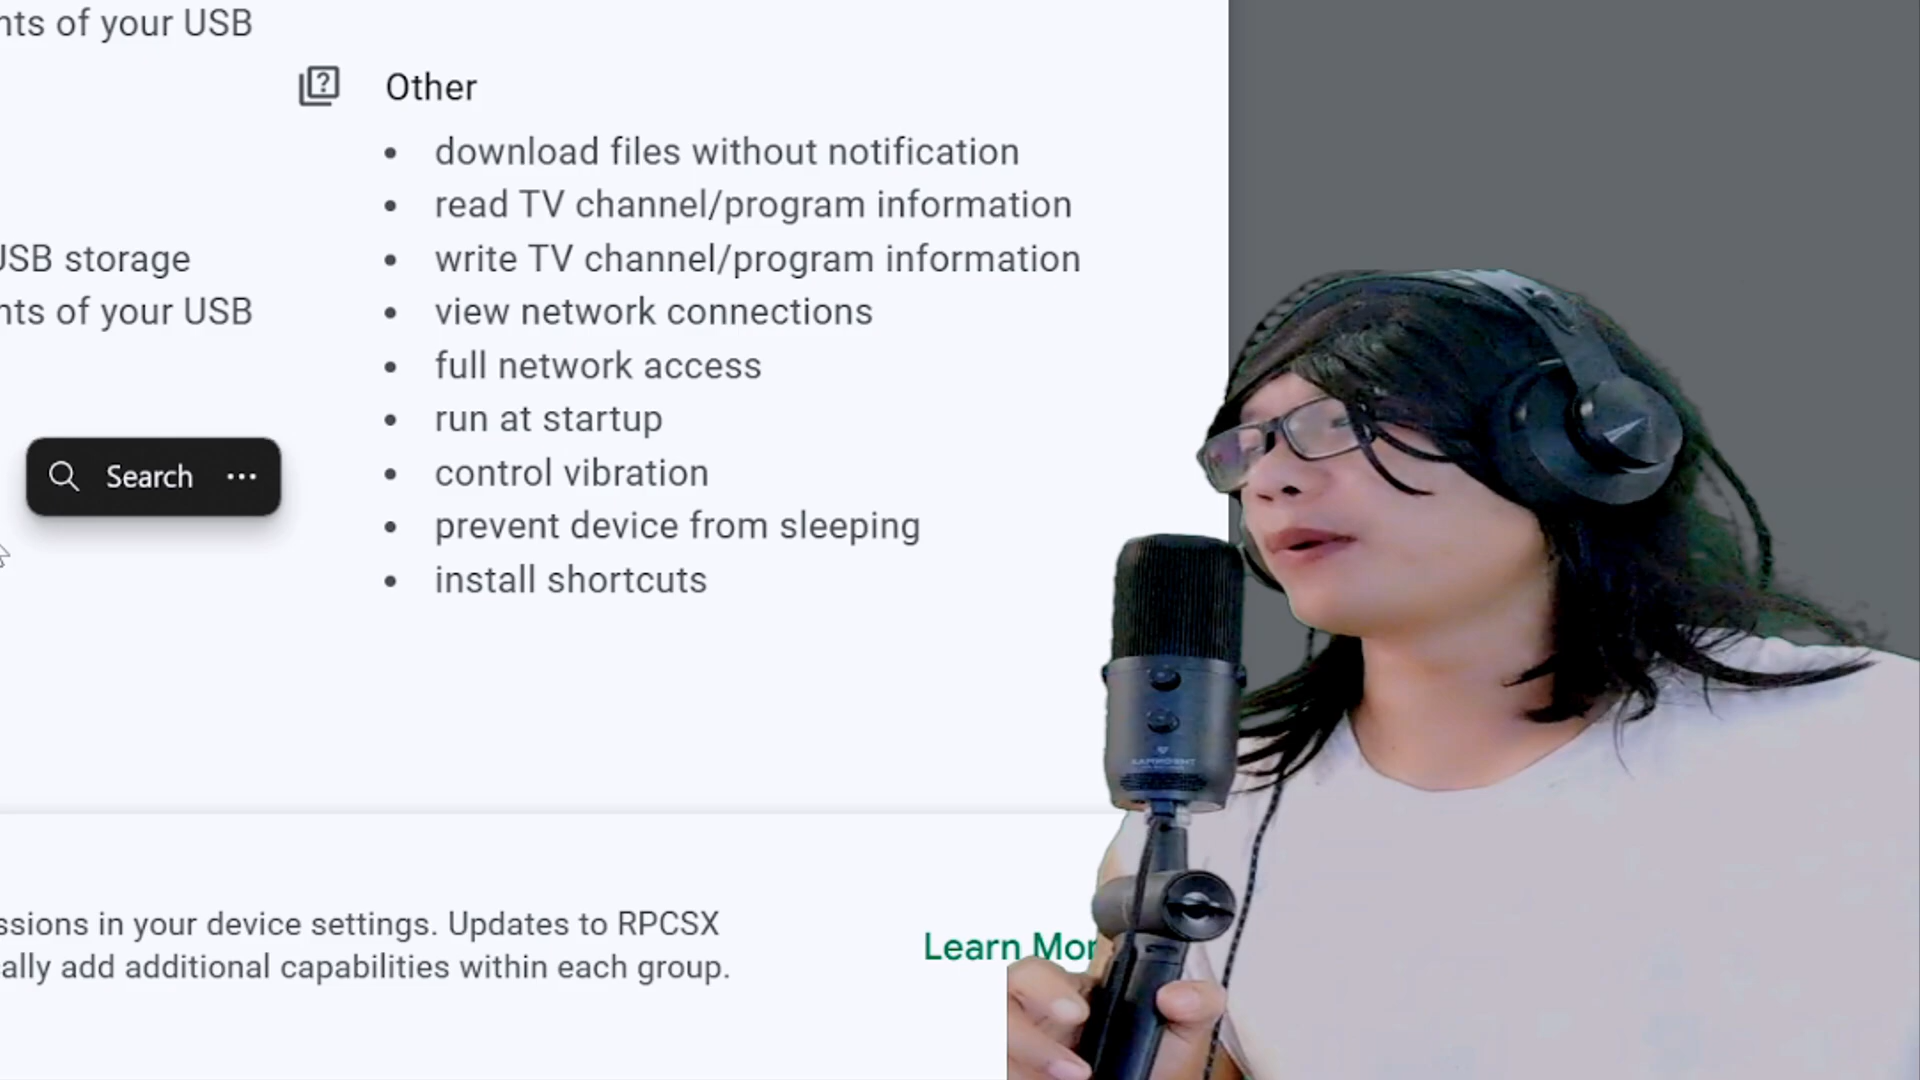 nts of your USB
Other
download files without notification
read TV channel/program information
USB storage
write TV channel/program information
nts of your USB
view network connections
full network access
run at startup
Search ...
control vibration
prevent device from sleeping
install shortcuts
ssions in your device settings. Updates to RPCSX
ally add additional capabilities within each group.
Learn Mor